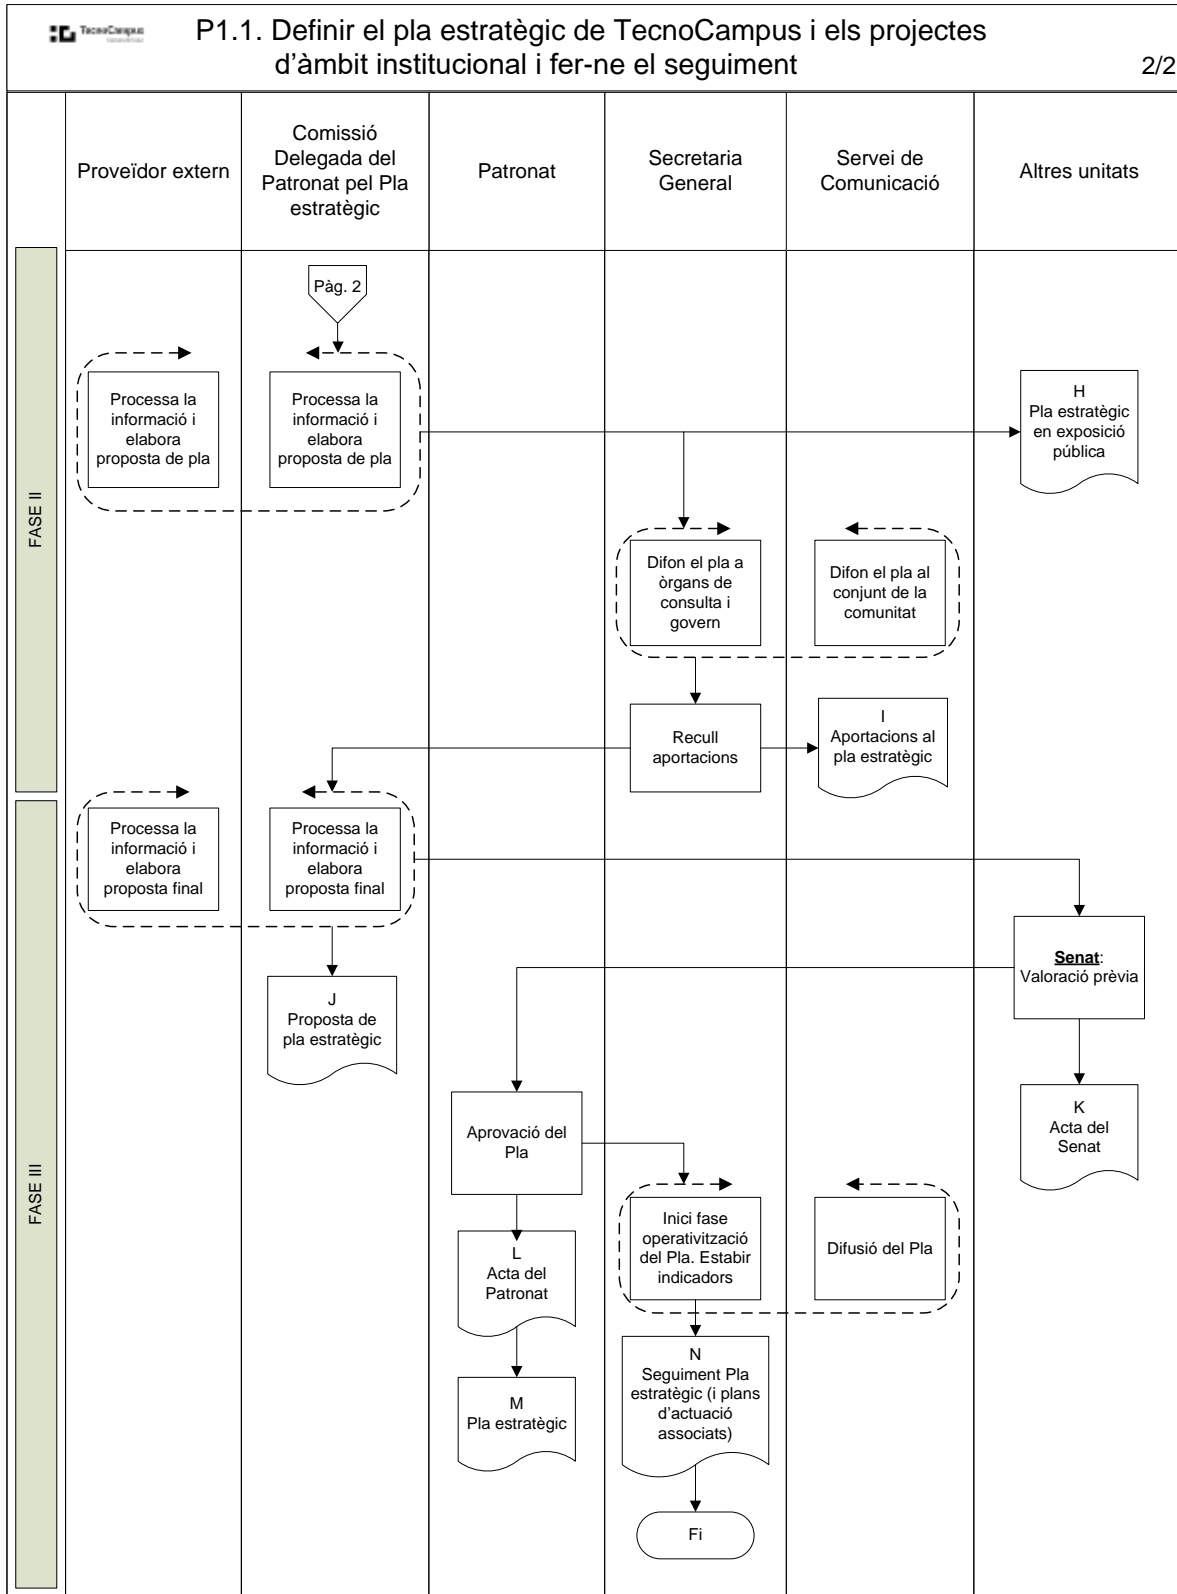 TecnoCampus
P1.1. Definir el pla estratègic de TecnoCampus i els projectes
d'àmbit institucional i fer-ne el seguiment
2/2
Proveïdor extern
Comissió
Delegada del
Patronat pel Pla
estratègic
Patronat
Secretaria
General
Servei de
Comunicació
Altres unitats
FASE II
Pàg. 2
Processa la
informació i
elabora
proposta de pla
Processa la
informació i
elabora
proposta de pla
H
Pla estratègic
en exposició
pública
Difon el pla a
òrgans de
consulta i
govern
Difon el pla al
conjunt de la
comunitat
Recull
aportacions
I
Aportacions al
pla estratègic
FASE III
Processa la
informació i
elabora
proposta final
Processa la
informació i
elabora
proposta final
Senat:
Valoració prèvia
J
Proposta de
pla estratègic
K
Acta del
Senat
Aprovació del
Pla
Inici fase
operativització
del Pla. Estabir
indicadors
Difusió del Pla
L
Acta del
Patronat
M
Pla estratègic
N
Seguiment Pla
estratègic (i plans
d'actuació
associats)
Fi